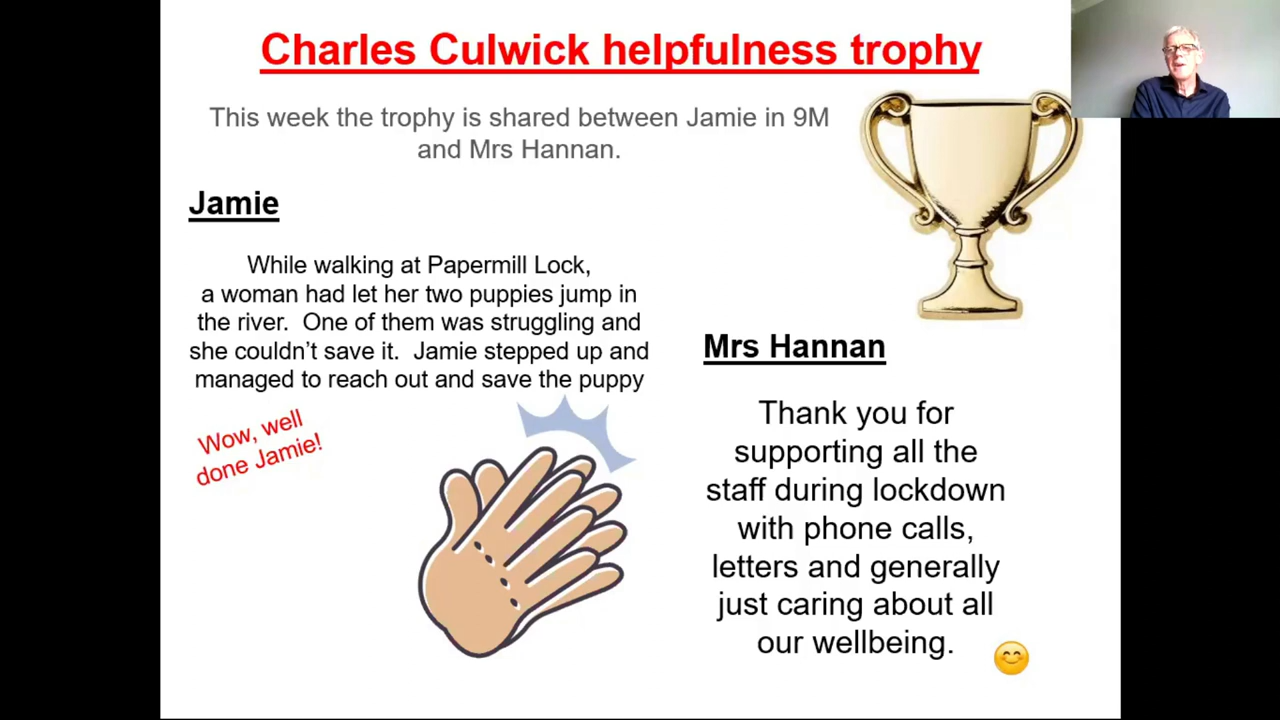 Charles Culwick helpfulness trophy
This week the trophy is shared between Jamie in 9M
and Mrs Hannan.
Jamie
While walking at Papermill Lock,
a woman had let her two puppies jump in
the river.  One of them was struggling and
she couldn't save it.  Jamie stepped up and
managed to reach out and save the puppy
Wow, well
done Jamie!
Mrs Hannan
Thank you for
supporting all the
staff during lockdown
with phone calls,
letters and generally
just caring about all
our wellbeing.